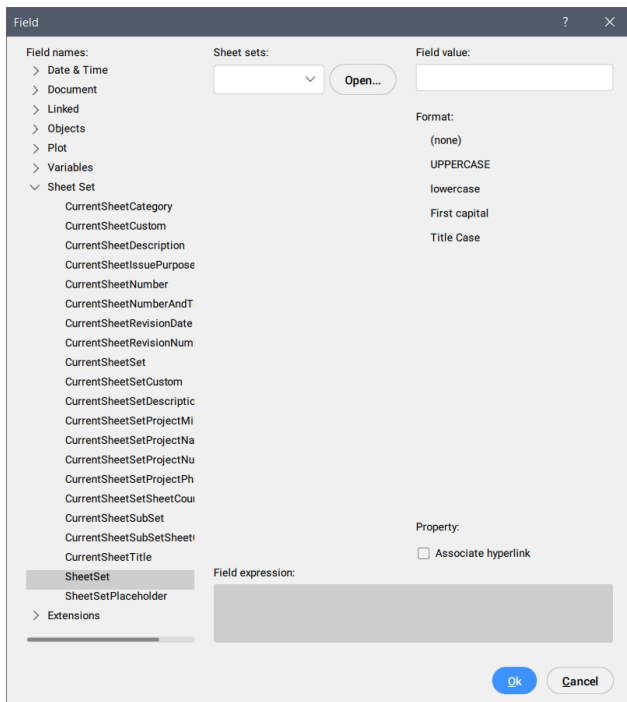 Field
Field names:
Date & Time
Document
Linked
Objects
Plot
Variables
Sheet Set
CurrentSheetCategory
CurrentSheetCustom
CurrentSheetDescription
CurrentSheetIssuePurpose
CurrentSheetNumber
CurrentSheetNumberAndT
CurrentSheetRevisionDate
CurrentSheetRevisionNum
CurrentSheetSet
CurrentSheetSetCustom
CurrentSheetSetDescriptic
CurrentSheetSetProjectMi
CurrentSheetSetProjectNa
CurrentSheetSetProjectNu
CurrentSheetSetProjectPh
CurrentSheetSetSheetCou
CurrentSheetSubSet
CurrentSheetSubSetSheet
CurrentSheetTitle
SheetSet
SheetSetPlaceholder
Extensions
Sheet sets:
Open...
Field value:
Format:
(none)
UPPERCASE
lowercase
First capital
Title Case
Property:
Associate hyperlink
Field expression:
Ok
Cancel